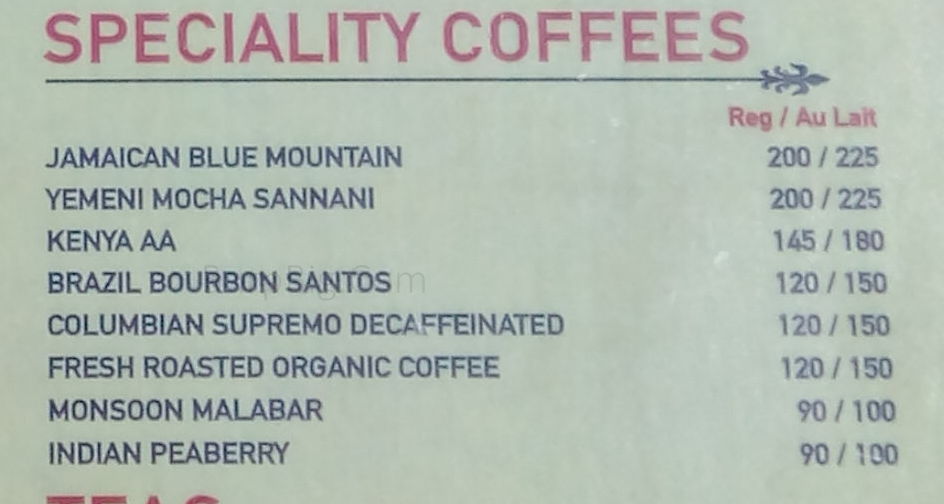 SPECIALITY COFFEES
Reg / Au Lait
JAMAICAN BLUE MOUNTAIN 200 / 225
YEMENI MOCHA SANNANI 200 / 225
KENYA AA 145 / 180
BRAZIL BOURBON SANTOS 120 / 150
COLUMBIAN SUPREMO DECAFFEINATED 120 / 150
FRESH ROASTED ORGANIC COFFEE 120 / 150
MONSOON MALABAR 90 / 100
INDIAN PEABERRY 90 / 100
TEAS